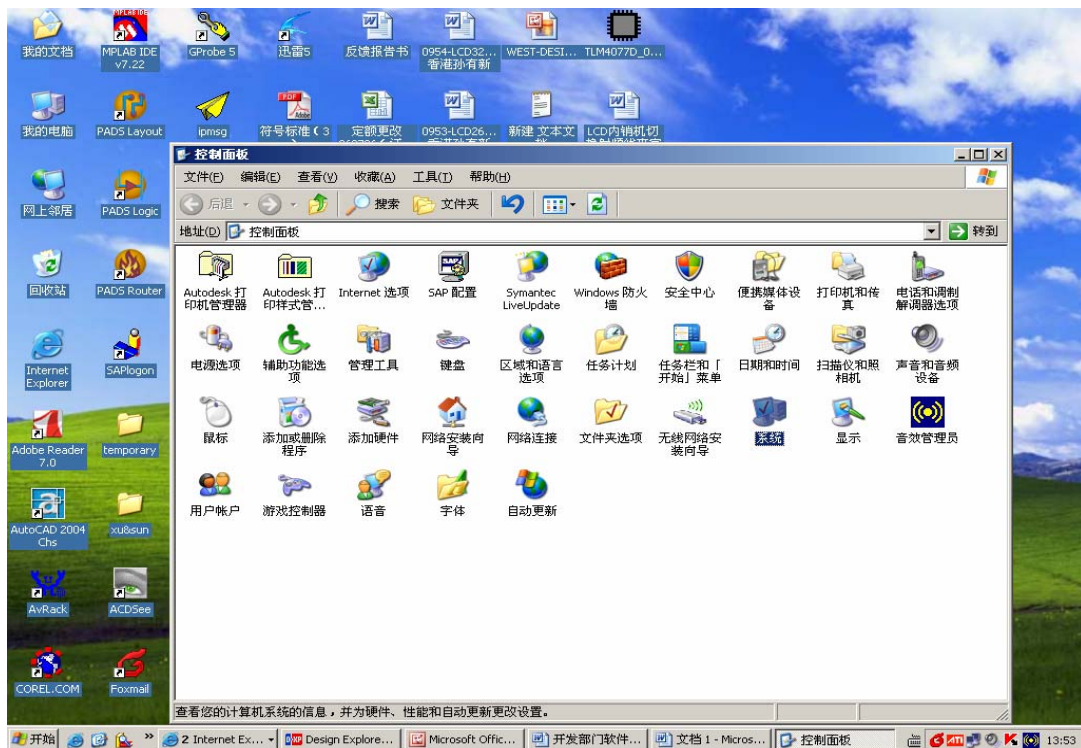 我的文档
MPLAB IDE
v7.22
GProbe 5
迅雷5
反馈报告书
0954-LCD32...
香港孙有新
WEST-DESI...
TLM4077D_0...
我的电脑
PADS Layout
ipmsg
符号标准(3
定额更改
0953-LCD26...
新建 文本文
LCD内销机切
网上邻居
PADS Logic
回收站
PADS Router
Internet
Explorer
SAPlogon
Adobe Reader
7.0
temporary
AutoCAD 2004
Chs
xu&sun
AvRack
ACDSee
COREL.COM
Foxmail
控制面板
文件(F) 编辑(E) 查看(V) 收藏(A) 工具(T) 帮助(H)
后退 搜索 文件夹
地址(D) 控制面板 转到
Autodesk 打
印机管理器
Autodesk 打
印样式管...
Internet 选项
SAP 配置
Symantec
LiveUpdate
Windows 防火
墙
安全中心
便携媒体设
备
打印机和传
真
电话和调制
解调器选项
电源选项
辅助功能选
项
管理工具
键盘
区域和语言
选项
任务计划
任务栏和「
开始」菜单
日期和时间
扫描仪和照
相机
声音和音频
设备
鼠标
添加或删除
程序
添加硬件
网络安装向
导
网络连接
文件夹选项
无线网络安
装向导
系统
显示
音效管理员
用户帐户
游戏控制器
语音
字体
自动更新
查看您的计算机系统的信息，并为硬件、性能和自动更新更改设置。
开始 » 2 Internet Ex... Design Explore... Microsoft Offic... 开发部门软件... 文档 1 - Micros... 控制面板 13:53